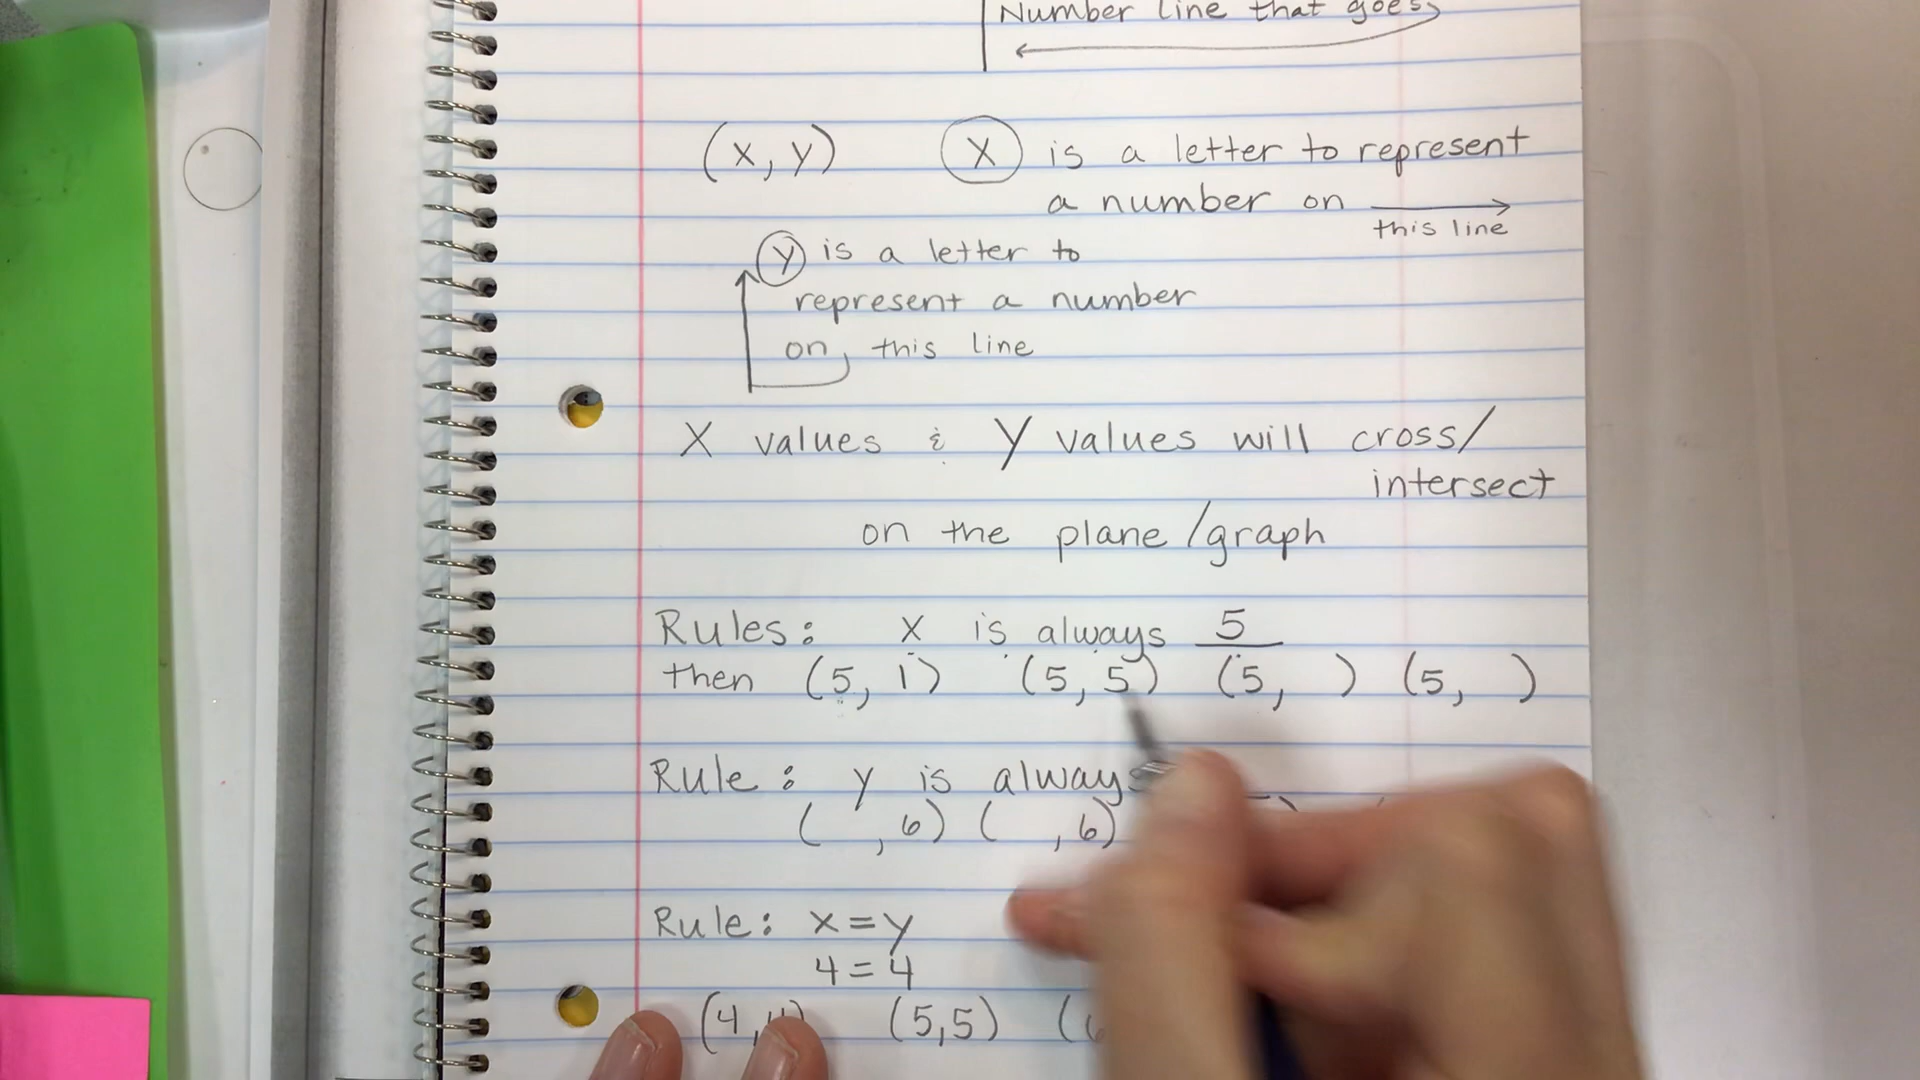 Number line that goes
(x, y) X is a letter to represent
a number on
this line
y is a letter to
represent a number
on, this line
X values & Y values will cross/
intersect
on the plane/graph
Rules: X is always 5
then (5, 1) (5, 5) (5, ) (5, )
Rule: y is always
( , 6) ( , 6)
Rule: x = y
4 = 4
(4,4) (5,5) (